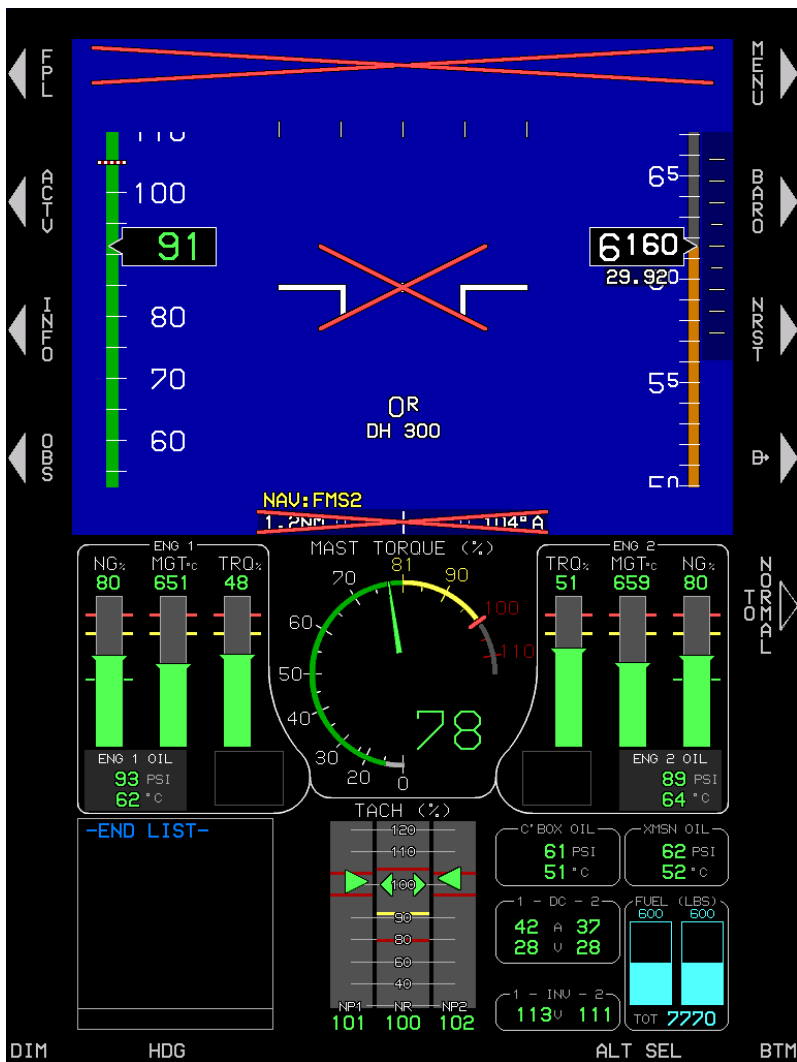 FPL
MENU
110
100
65
ACTV
BARO
91
6160
29.92
80
INFO
NRST
70
55
0R
DH 300
60
OBS
D
50
NAV:FMS2
1.2NM
104°A
ENG 1
NG% MGT°C TRQ%
80 651 48
MAST TORQUE (%)
0 20 30 40 50 60 70 81 90 100 110
78
ENG 2
TRQ% MGT°C NG%
51 659 80
TO NORMAL
ENG 1 OIL
93 PSI
62 °C
ENG 2 OIL
89 PSI
64 °C
-END LIST-
TACH (%)
120
110
100
90
80
60
40
NP1 NR NP2
101 100 102
C'BOX OIL
61 PSI
51 °C
XMSN OIL
62 PSI
52 °C
1 - DC - 2
42 A 37
28 V 28
1 - INV - 2
113V 111
FUEL (LBS)
600 600
TOT 7770
DIM HDG ALT SEL BTM